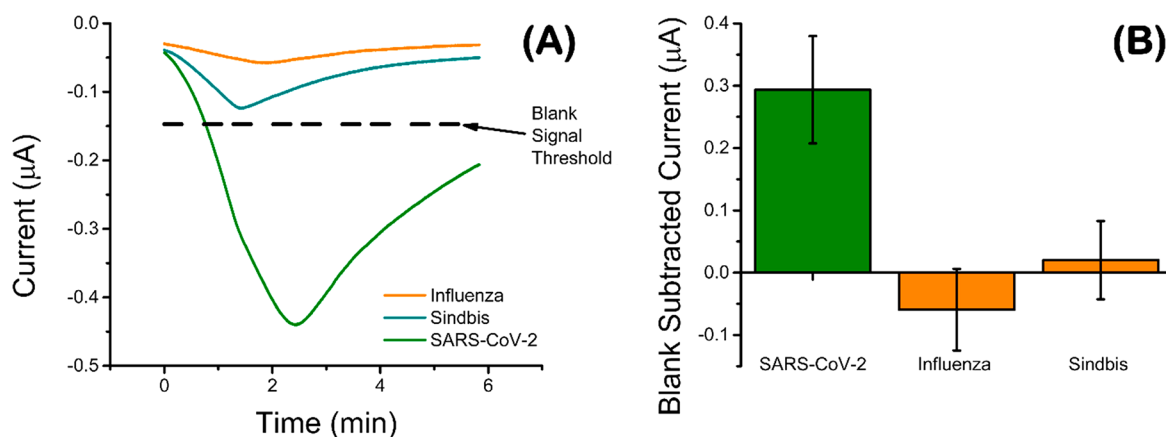 (A)
Current (μA)
0.0
-0.1
-0.2
-0.3
-0.4
-0.5
Blank
Signal
Threshold
Influenza
Sindbis
SARS-CoV-2
0
2
4
6
Time (min)
(B)
Blank Subtracted Current (μA)
0.4
0.3
0.2
0.1
0.0
-0.1
SARS-CoV-2
Influenza
Sindbis